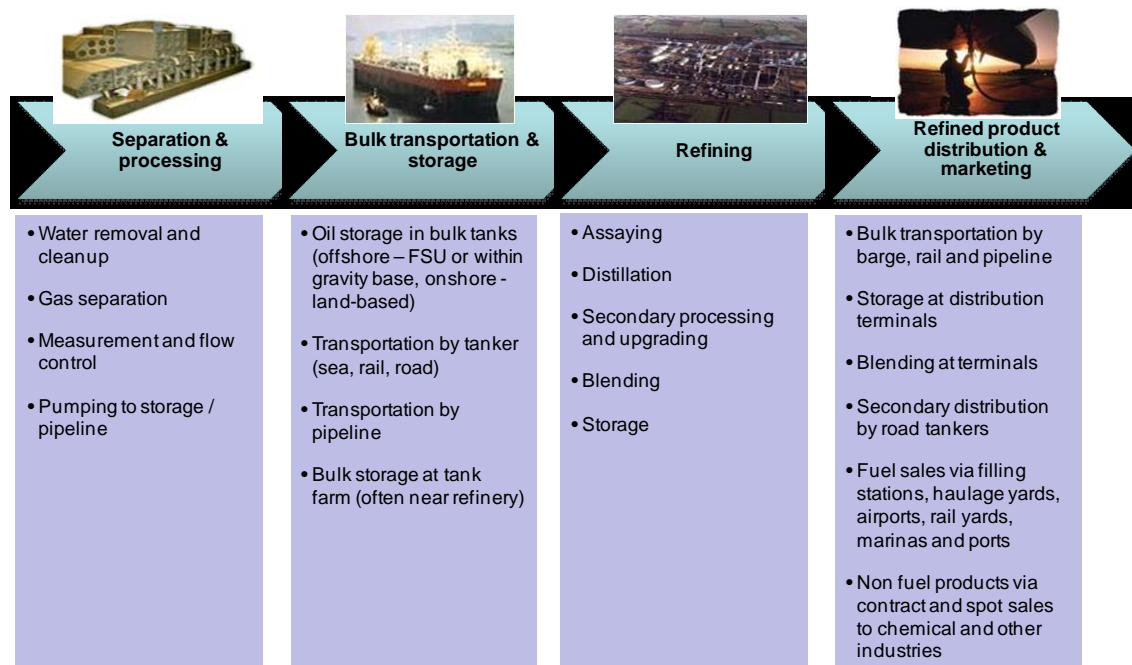 Separation &
processing
Bulk transportation &
storage
Refining
Refined product
distribution &
marketing
• Water removal and
cleanup
• Gas separation
• Measurement and flow
control
• Pumping to storage /
pipeline
• Oil storage in bulk tanks
(offshore – FSU or within
gravity base, onshore -
land-based)
• Transportation by tanker
(sea, rail, road)
• Transportation by
pipeline
• Bulk storage at tank
farm (often near refinery)
• Assaying
• Distillation
• Secondary processing
and upgrading
• Blending
• Storage
• Bulk transportation by
barge, rail and pipeline
• Storage at distribution
terminals
• Blending at terminals
• Secondary distribution
by road tankers
• Fuel sales via filling
stations, haulage yards,
airports, rail yards,
marinas and ports
• Non fuel products via
contract and spot sales
to chemical and other
industries